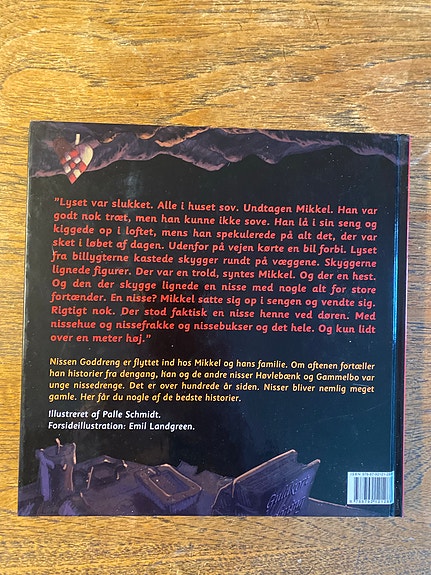 "Lyset var slukket. Alle i huset sov. Undtagen Mikkel. Han var
godt nok træt, men han kunne ikke sove. Han lå i sin seng og
kiggede op i loftet, mens han spekulerede på alt det, der var
sket i løbet af dagen. Udenfor på vejen kørte en bil forbi. Lyset
fra billygterne kastede skygger rundt på væggene. Skyggerne
lignede figurer. Der var en trold, syntes Mikkel. Og der en hest.
Og den der skygge lignede en nisse med nogle alt for store
fortænder. En nisse? Mikkel satte sig op i sengen og vendte sig.
Rigtigt nok. Der stod faktisk en nisse henne ved døren. Med
nissehue og nissefrakke og nissebukser og det hele. Og kun lidt
over en meter høj."
Nissen Goddreng er flyttet ind hos Mikkel og hans familie. Om aftenen fortæller
han historier fra dengang, han og de andre nisser Høvlebænk og Gammelbo var
unge nissedrenge. Det er over hundrede år siden. Nisser bliver nemlig meget
gamle. Her får du nogle af de bedste historier.
Illustreret af Palle Schmidt.
Forsideillustration: Emil Landgreen.